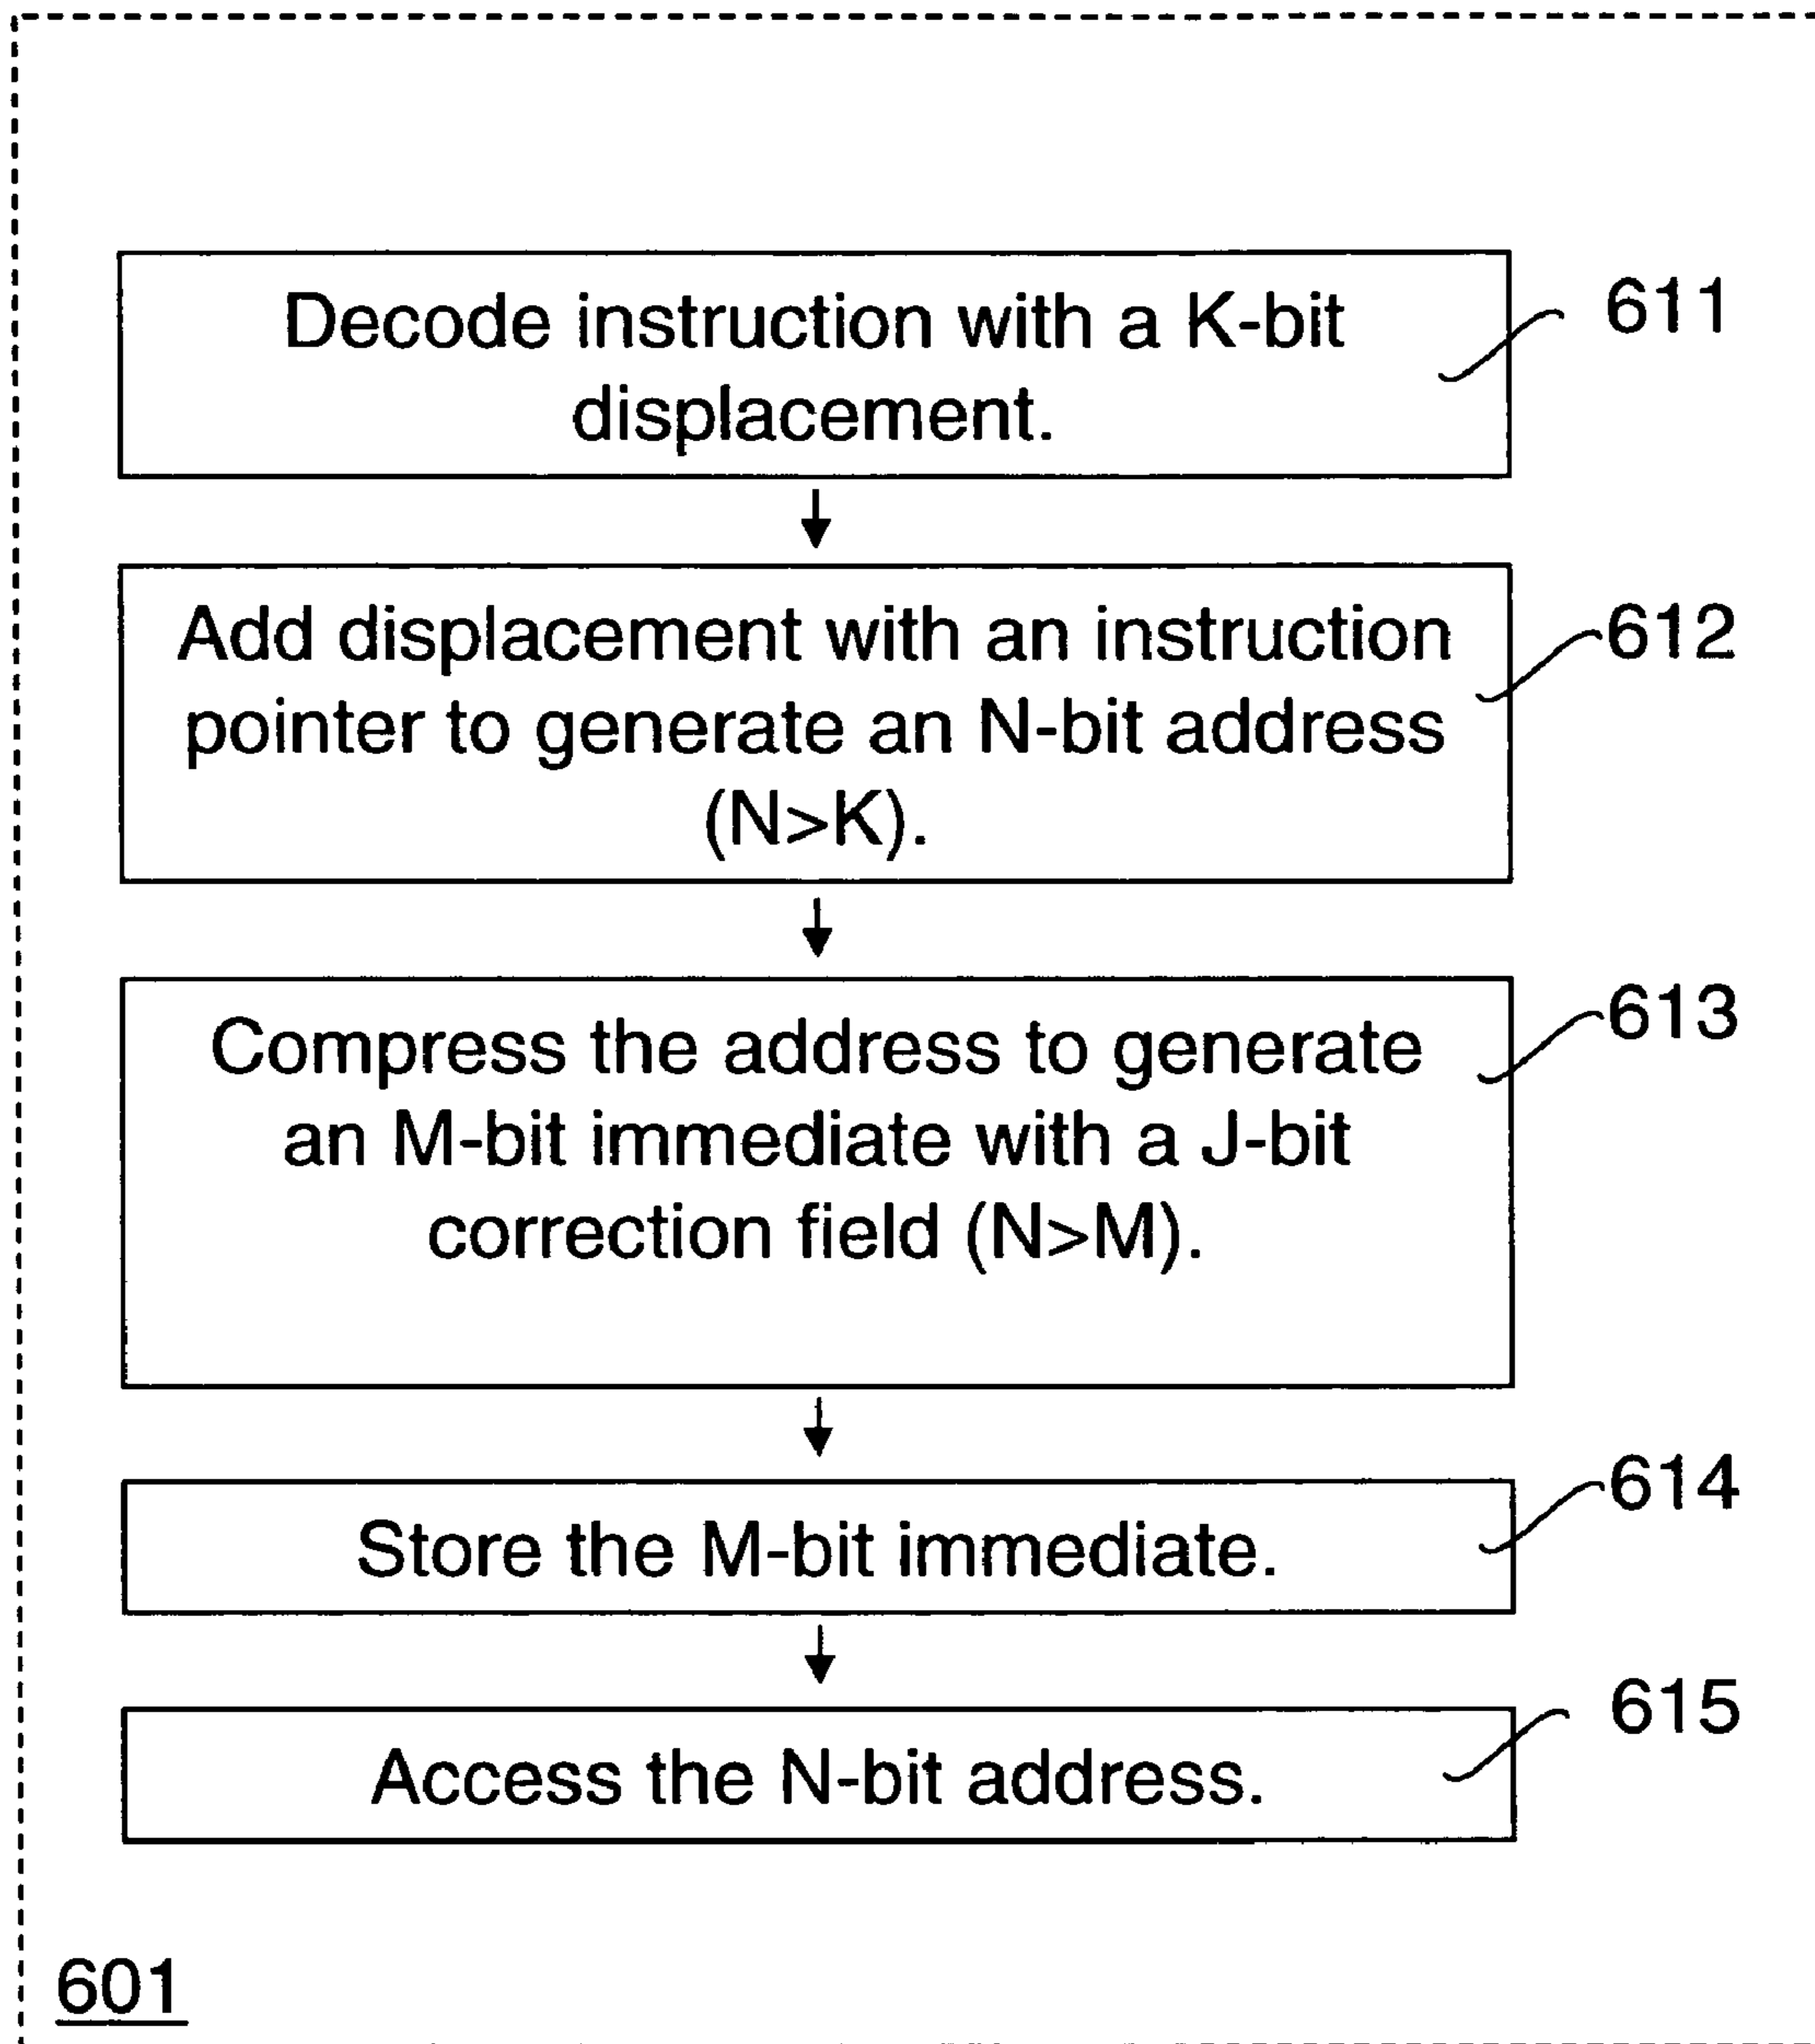 Decode instruction with a K-bit
displacement.
611
Add displacement with an instruction
pointer to generate an N-bit address
(N>K).
612
Compress the address to generate
an M-bit immediate with a J-bit
correction field (N>M).
613
Store the M-bit immediate.
614
Access the N-bit address.
615
601